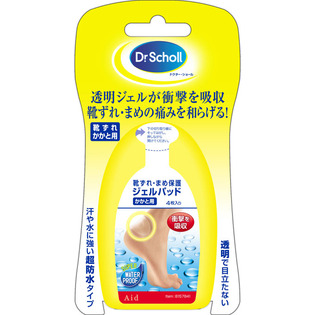 Dr Scholl
ドクター・ショール
透明ジェルが衝撃を吸収
靴ずれ・まめの痛みを和らげる!
靴ずれ
かかと用
靴ずれ・まめ保護
ジェルパッド
かかと用
4枚入り
衝撃を
吸収
汗や水に強い超防水タイプ
透明で目立たない
WATER
PROOF
Aid